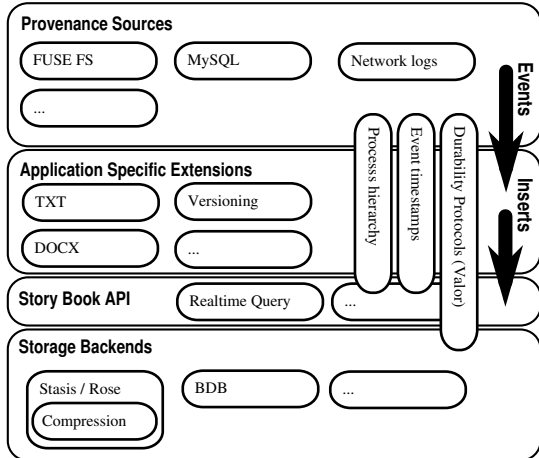 Provenance Sources
FUSE FS
MySQL
Network logs
...
Events
Processs hierarchy
Event timestamps
Durability Protocols (Valor)
Application Specific Extensions
TXT
Versioning
DOCX
...
Inserts
Story Book API
Realtime Query
...
Storage Backends
Stasis / Rose
BDB
...
Compression